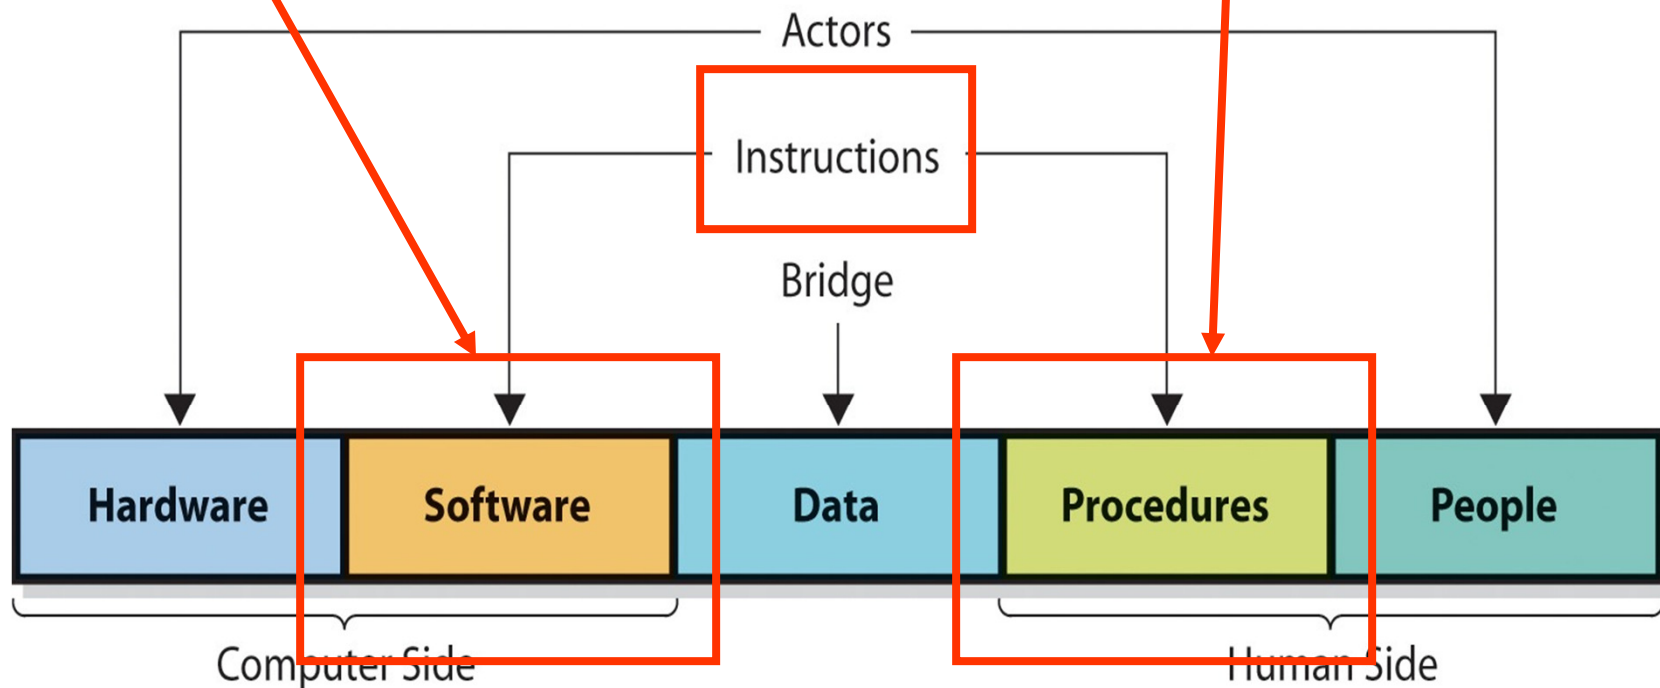 Actors
Instructions
Bridge
Hardware Software Data Procedures People
Computer Side Human Side